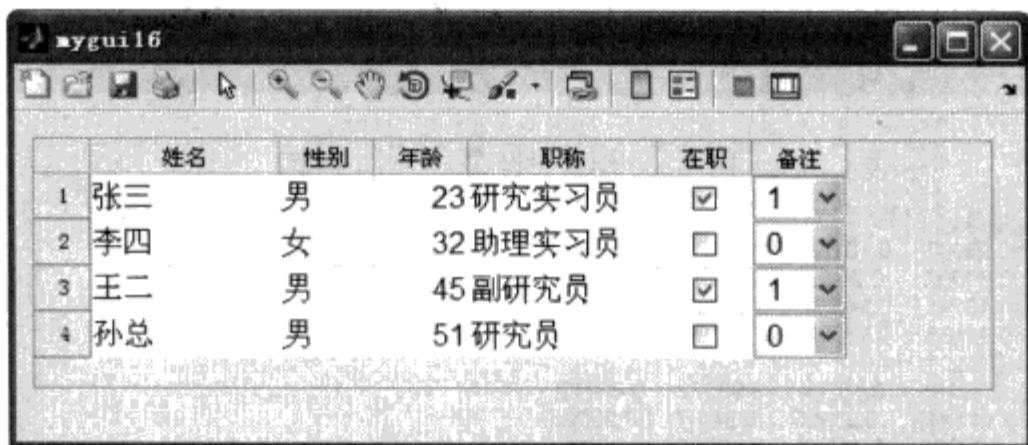 mygui16
姓名 性别 年龄 职称 在职 备注
1 张三 男 23 研究实习员 1
2 李四 女 32 助理实习员 0
3 王二 男 45 副研究员 1
4 孙总 男 51 研究员 0